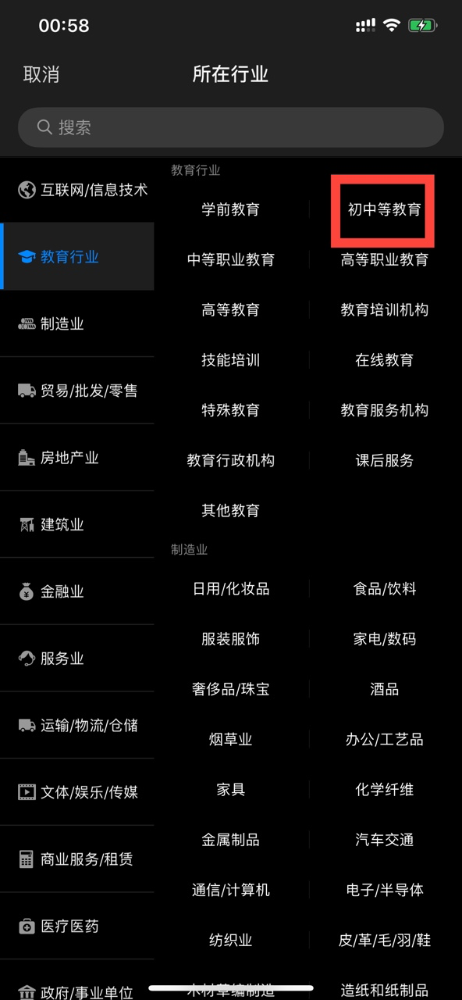 00:58
取消
所在行业
搜索
互联网/信息技术
教育行业
制造业
贸易/批发/零售
房地产业
建筑业
金融业
服务业
运输/物流/仓储
文体/娱乐/传媒
商业服务/租赁
医疗医药
政府/事业单位
教育行业
学前教育 初中等教育
中等职业教育 高等职业教育
高等教育 教育培训机构
技能培训 在线教育
特殊教育 教育服务机构
教育行政机构 课后服务
其他教育
制造业
日用/化妆品 食品/饮料
服装服饰 家电/数码
奢侈品/珠宝 酒品
烟草业 办公/工艺品
家具 化学纤维
金属制品 汽车交通
通信/计算机 电子/半导体
纺织业 皮/革/毛/羽/鞋
木材草编制造 造纸和纸制品